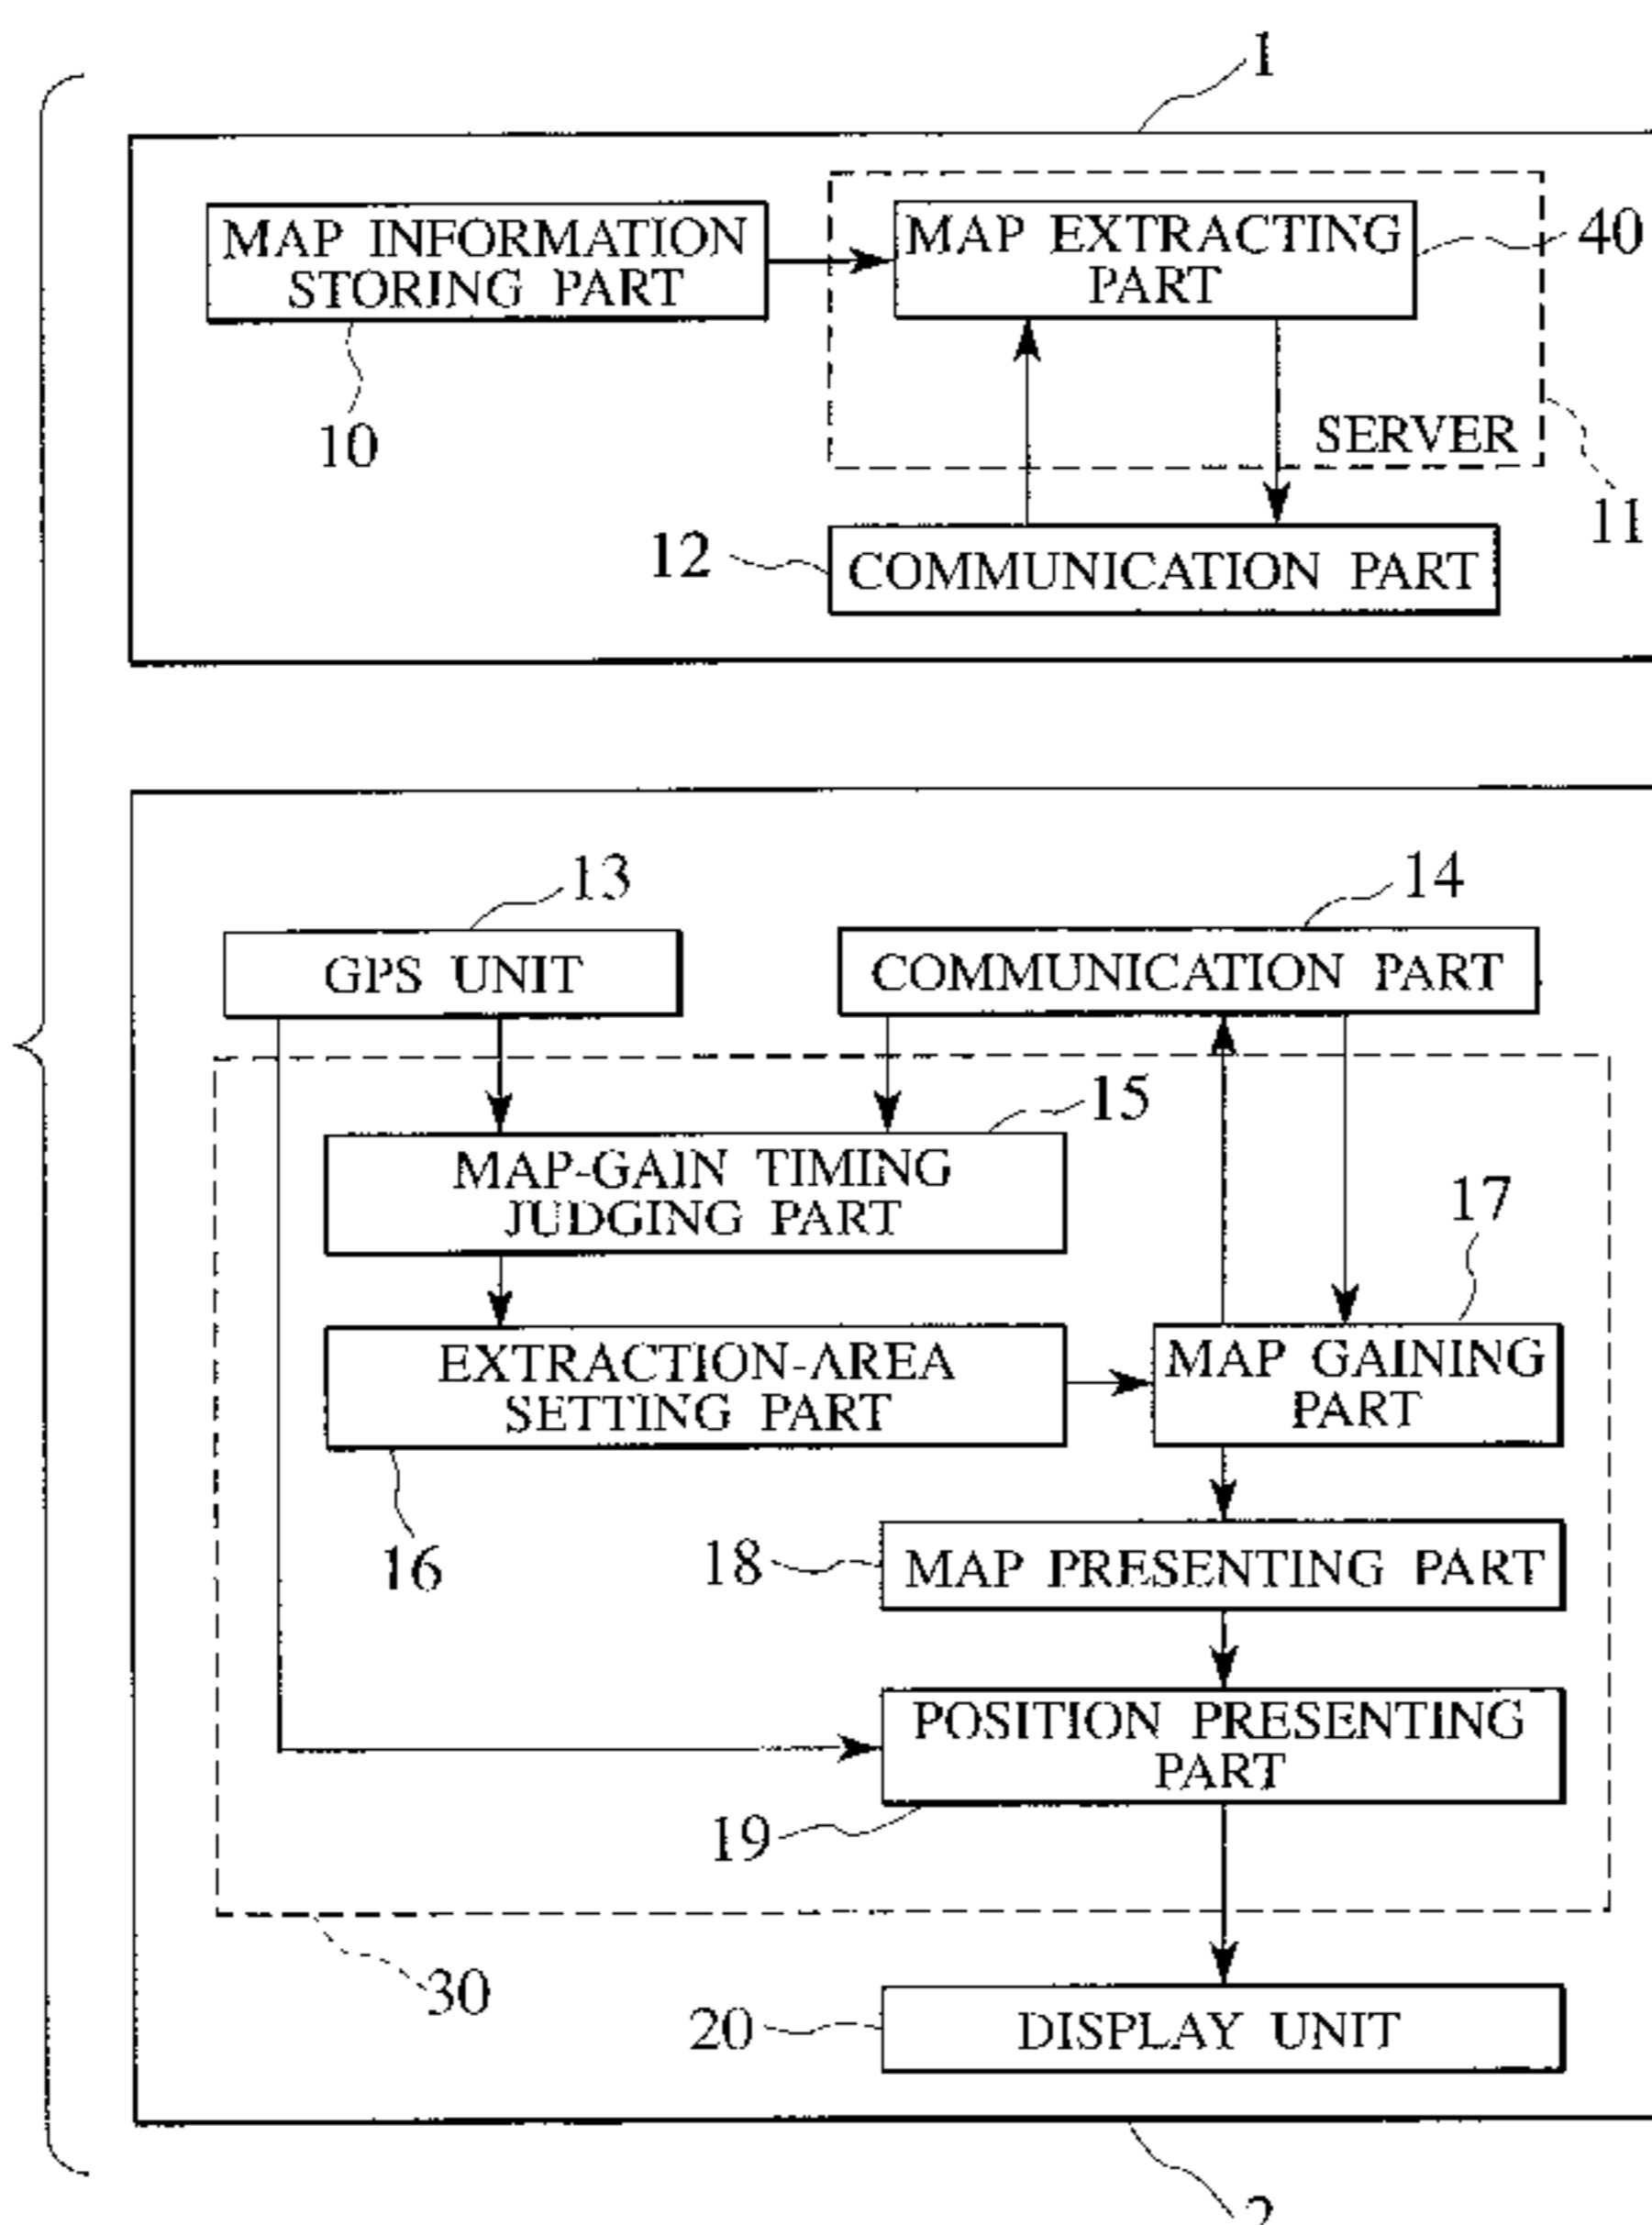 1
MAP INFORMATION
STORING PART
MAP EXTRACTING
PART
40
10
SERVER
11
12
COMMUNICATION PART
13
14
GPS UNIT
COMMUNICATION PART
15
MAP-GAIN TIMING
JUDGING PART
17
EXTRACTION-AREA
SETTING PART
MAP GAINING
PART
16
18
MAP PRESENTING PART
POSITION PRESENTING
PART
19
30
20
DISPLAY UNIT
2